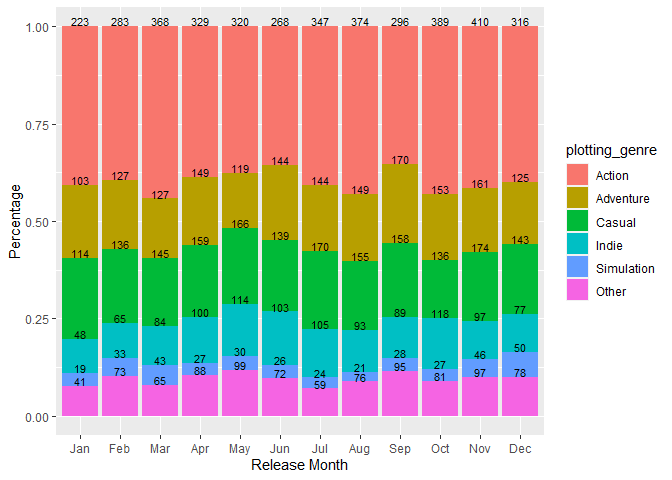 1.00
223 283 368 329 320 268 347 374 296 389 410 316
0.75
103 127 127 149 119 144 144 149 170 153 161 125
0.50
114 136 145 159 166 139 170 155 158 136 174 143
0.25
48 65 84 100 114 103 105 93 89 118 97 77
19 33 43 27 30 26 24 21 28 27 46 50
41 73 65 88 99 72 59 76 95 81 97 78
0.00
Jan Feb Mar Apr May Jun Jul Aug Sep Oct Nov Dec
Release Month
Percentage
plotting_genre
Action
Adventure
Casual
Indie
Simulation
Other